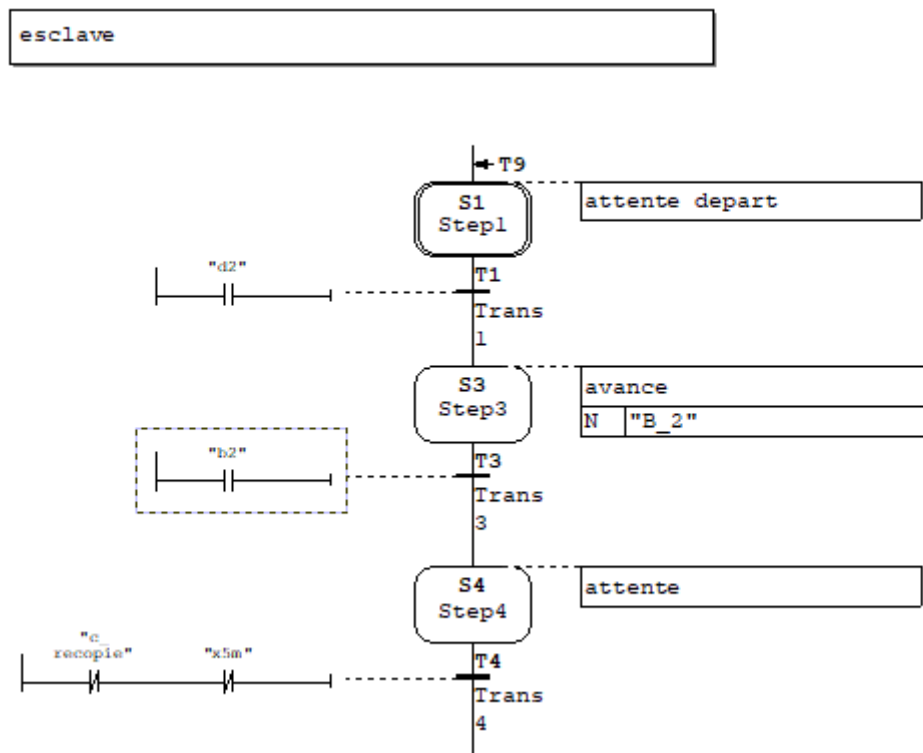 esclave
T9
S1
Step1
attente depart
"d2"
T1
Trans
1
S3
Step3
avance
N "B_2"
"b2"
T3
Trans
3
S4
Step4
attente
"c_
recopie" "x5m"
T4
Trans
4